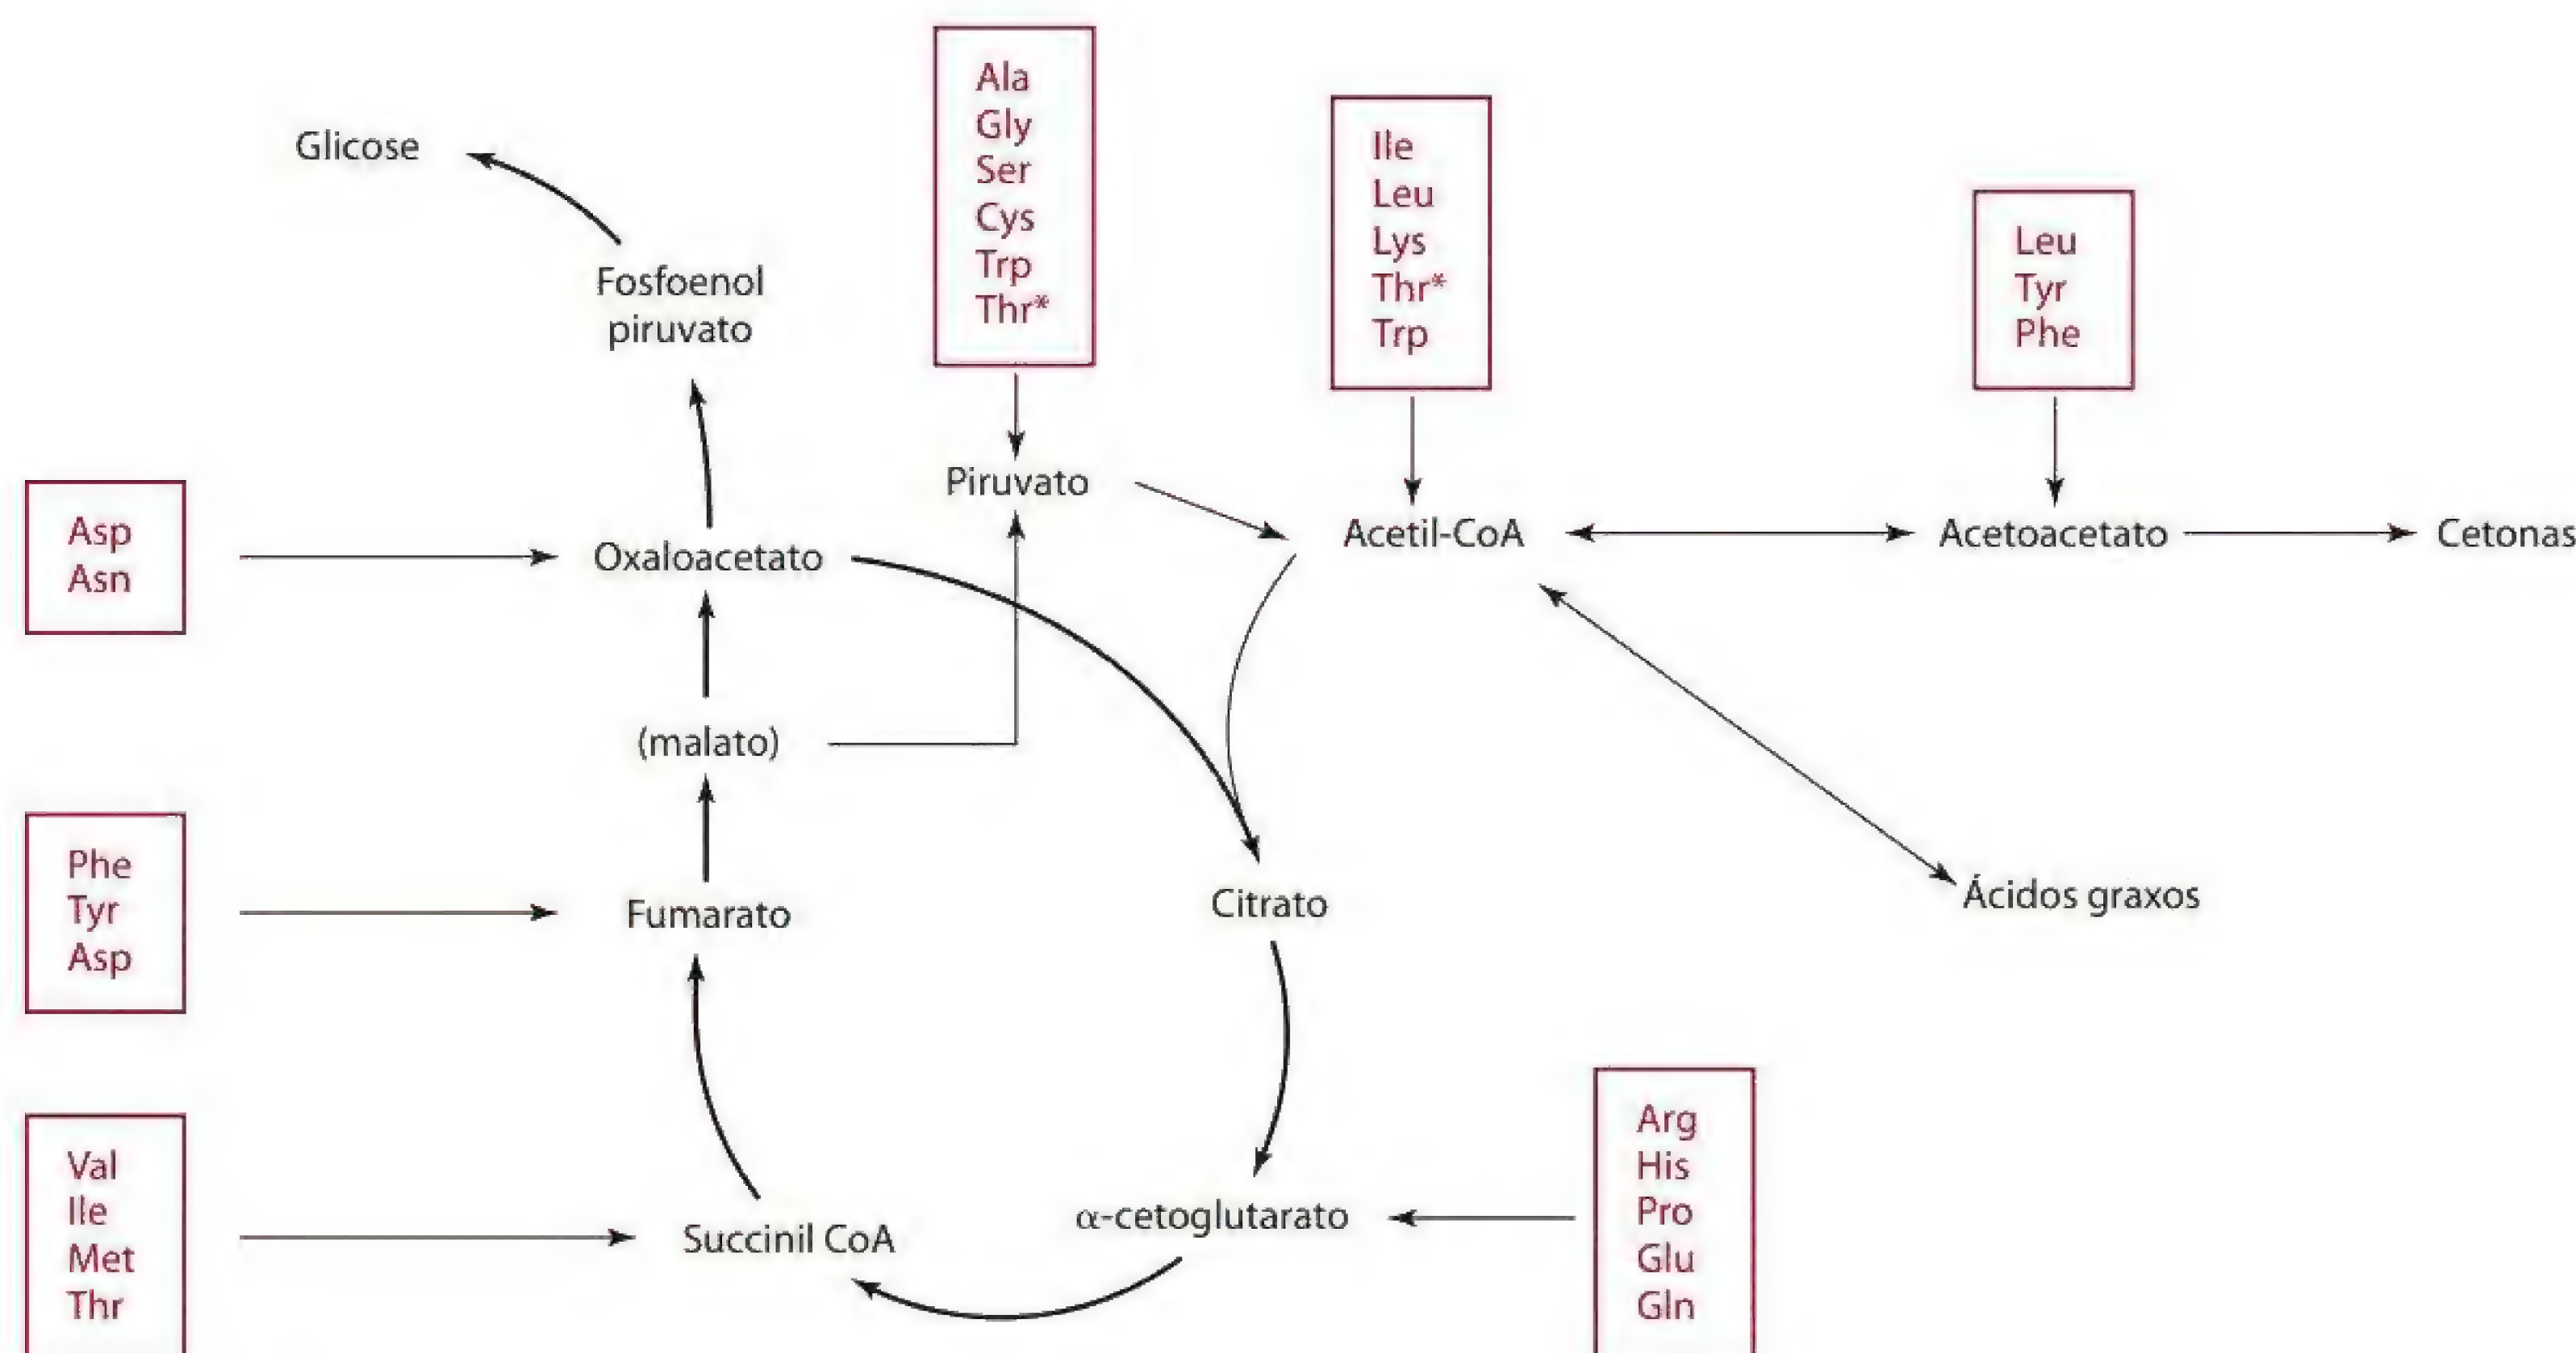 Ala
Gly
Ser
Cys
Trp
Thr*
Ile
Leu
Lys
Thr*
Trp
Leu
Tyr
Phe
Glicose
Fosfoenol
piruvato
Piruvato
Asp
Asn
Oxaloacetato
Acetil-CoA
Acetoacetato
Cetonas
(malato)
Phe
Tyr
Asp
Fumarato
Citrato
Ácidos graxos
Val
Ile
Met
Thr
Succinil CoA
α-cetoglutarato
Arg
His
Pro
Glu
Gln